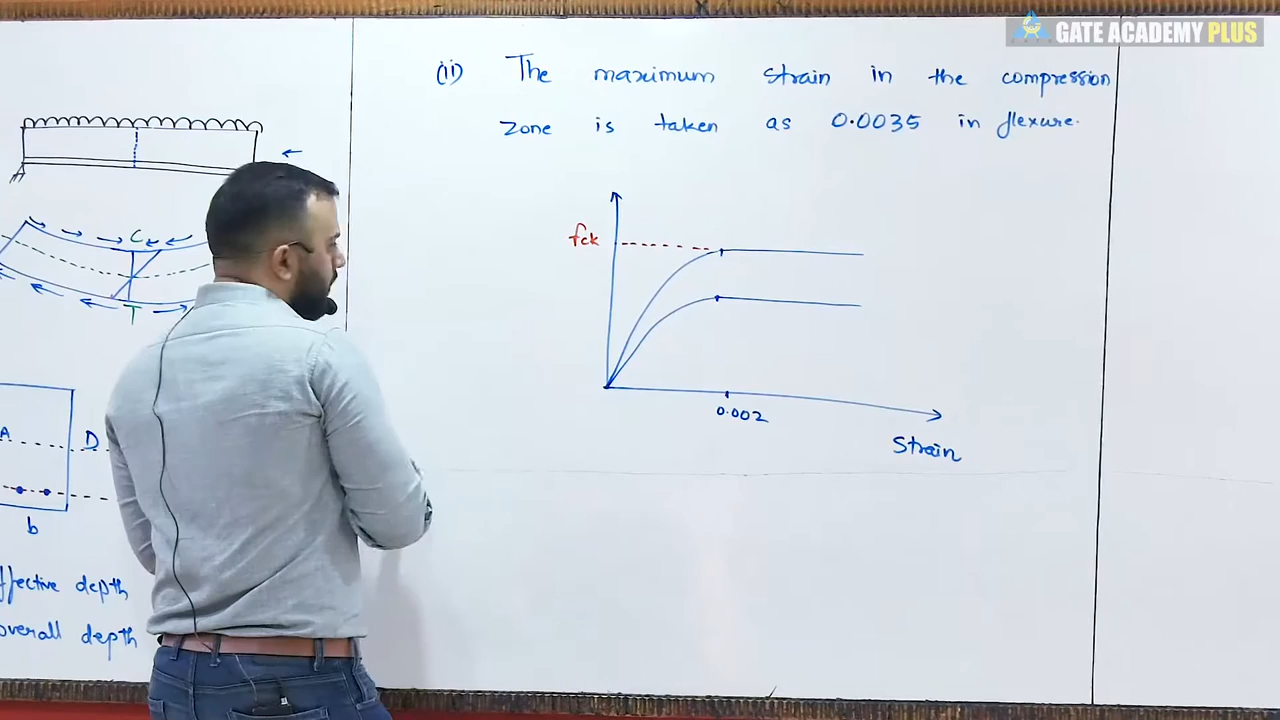 GATE ACADEMY PLUS
(ii) The maximum strain in the compression
zone is taken as 0.0035 in flexure.
fck
0.002
Strain
C
T
A
D
b
ffective depth
overall depth